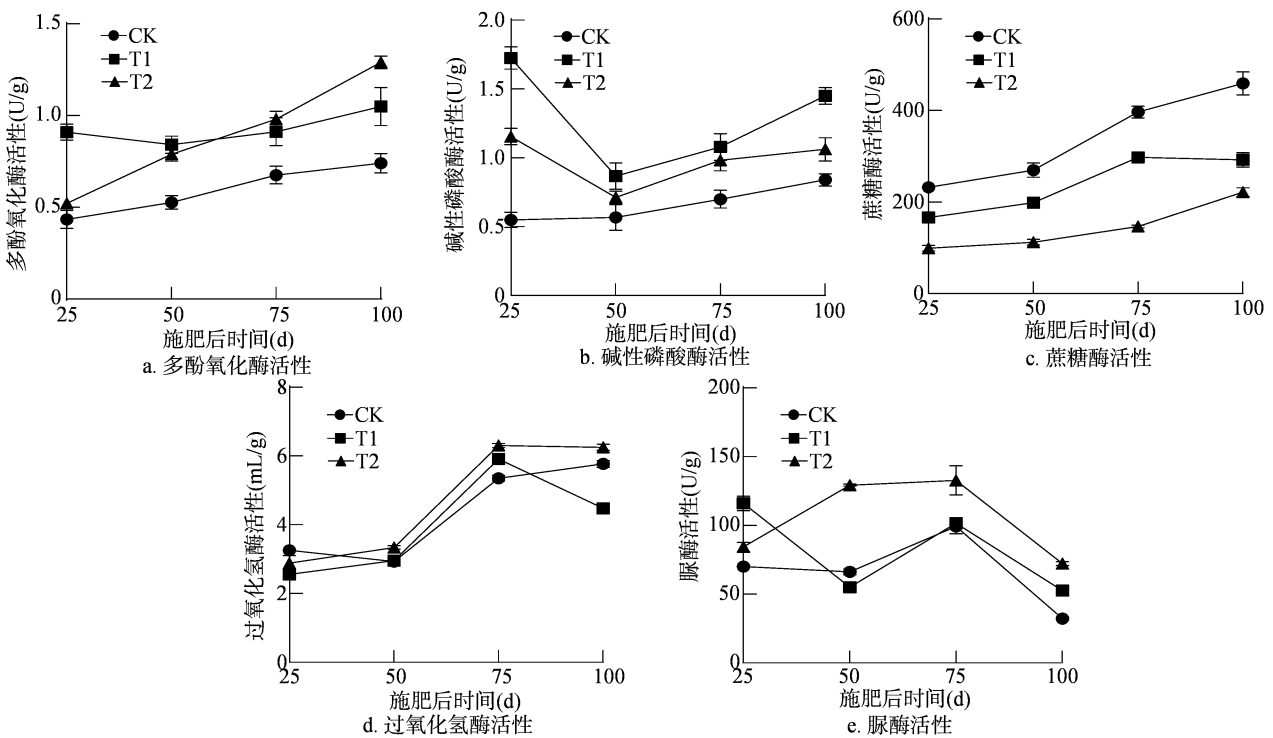 1.5
1.0
0.5
0
多酚氧化酶活性(U/g)
CK
T1
T2
25 50 75 100
施肥后时间(d)
a. 多酚氧化酶活性
2.0
1.5
1.0
0.5
0
碱性磷酸酶活性(U/g)
CK
T1
T2
25 50 75 100
施肥后时间(d)
b. 碱性磷酸酶活性
600
400
200
0
蔗糖酶活性(U/g)
CK
T1
T2
25 50 75 100
施肥后时间(d)
c. 蔗糖酶活性
8
6
4
2
0
过氧化氢酶活性(mL/g)
CK
T1
T2
25 50 75 100
施肥后时间(d)
d. 过氧化氢酶活性
200
150
100
50
0
脲酶活性(U/g)
CK
T1
T2
25 50 75 100
施肥后时间(d)
e. 脲酶活性